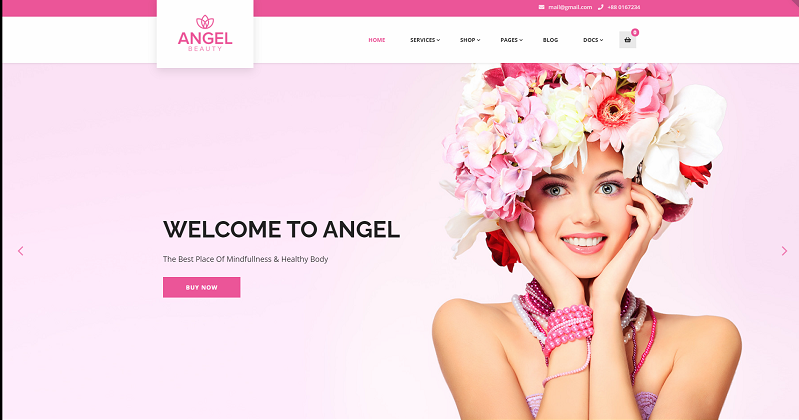 mail@gmail.com +88 0167234
ANGEL
BEAUTY
HOME SERVICES SHOP PAGES BLOG DOCS 0
WELCOME TO ANGEL
The Best Place Of Mindfullness & Healthy Body
BUY NOW